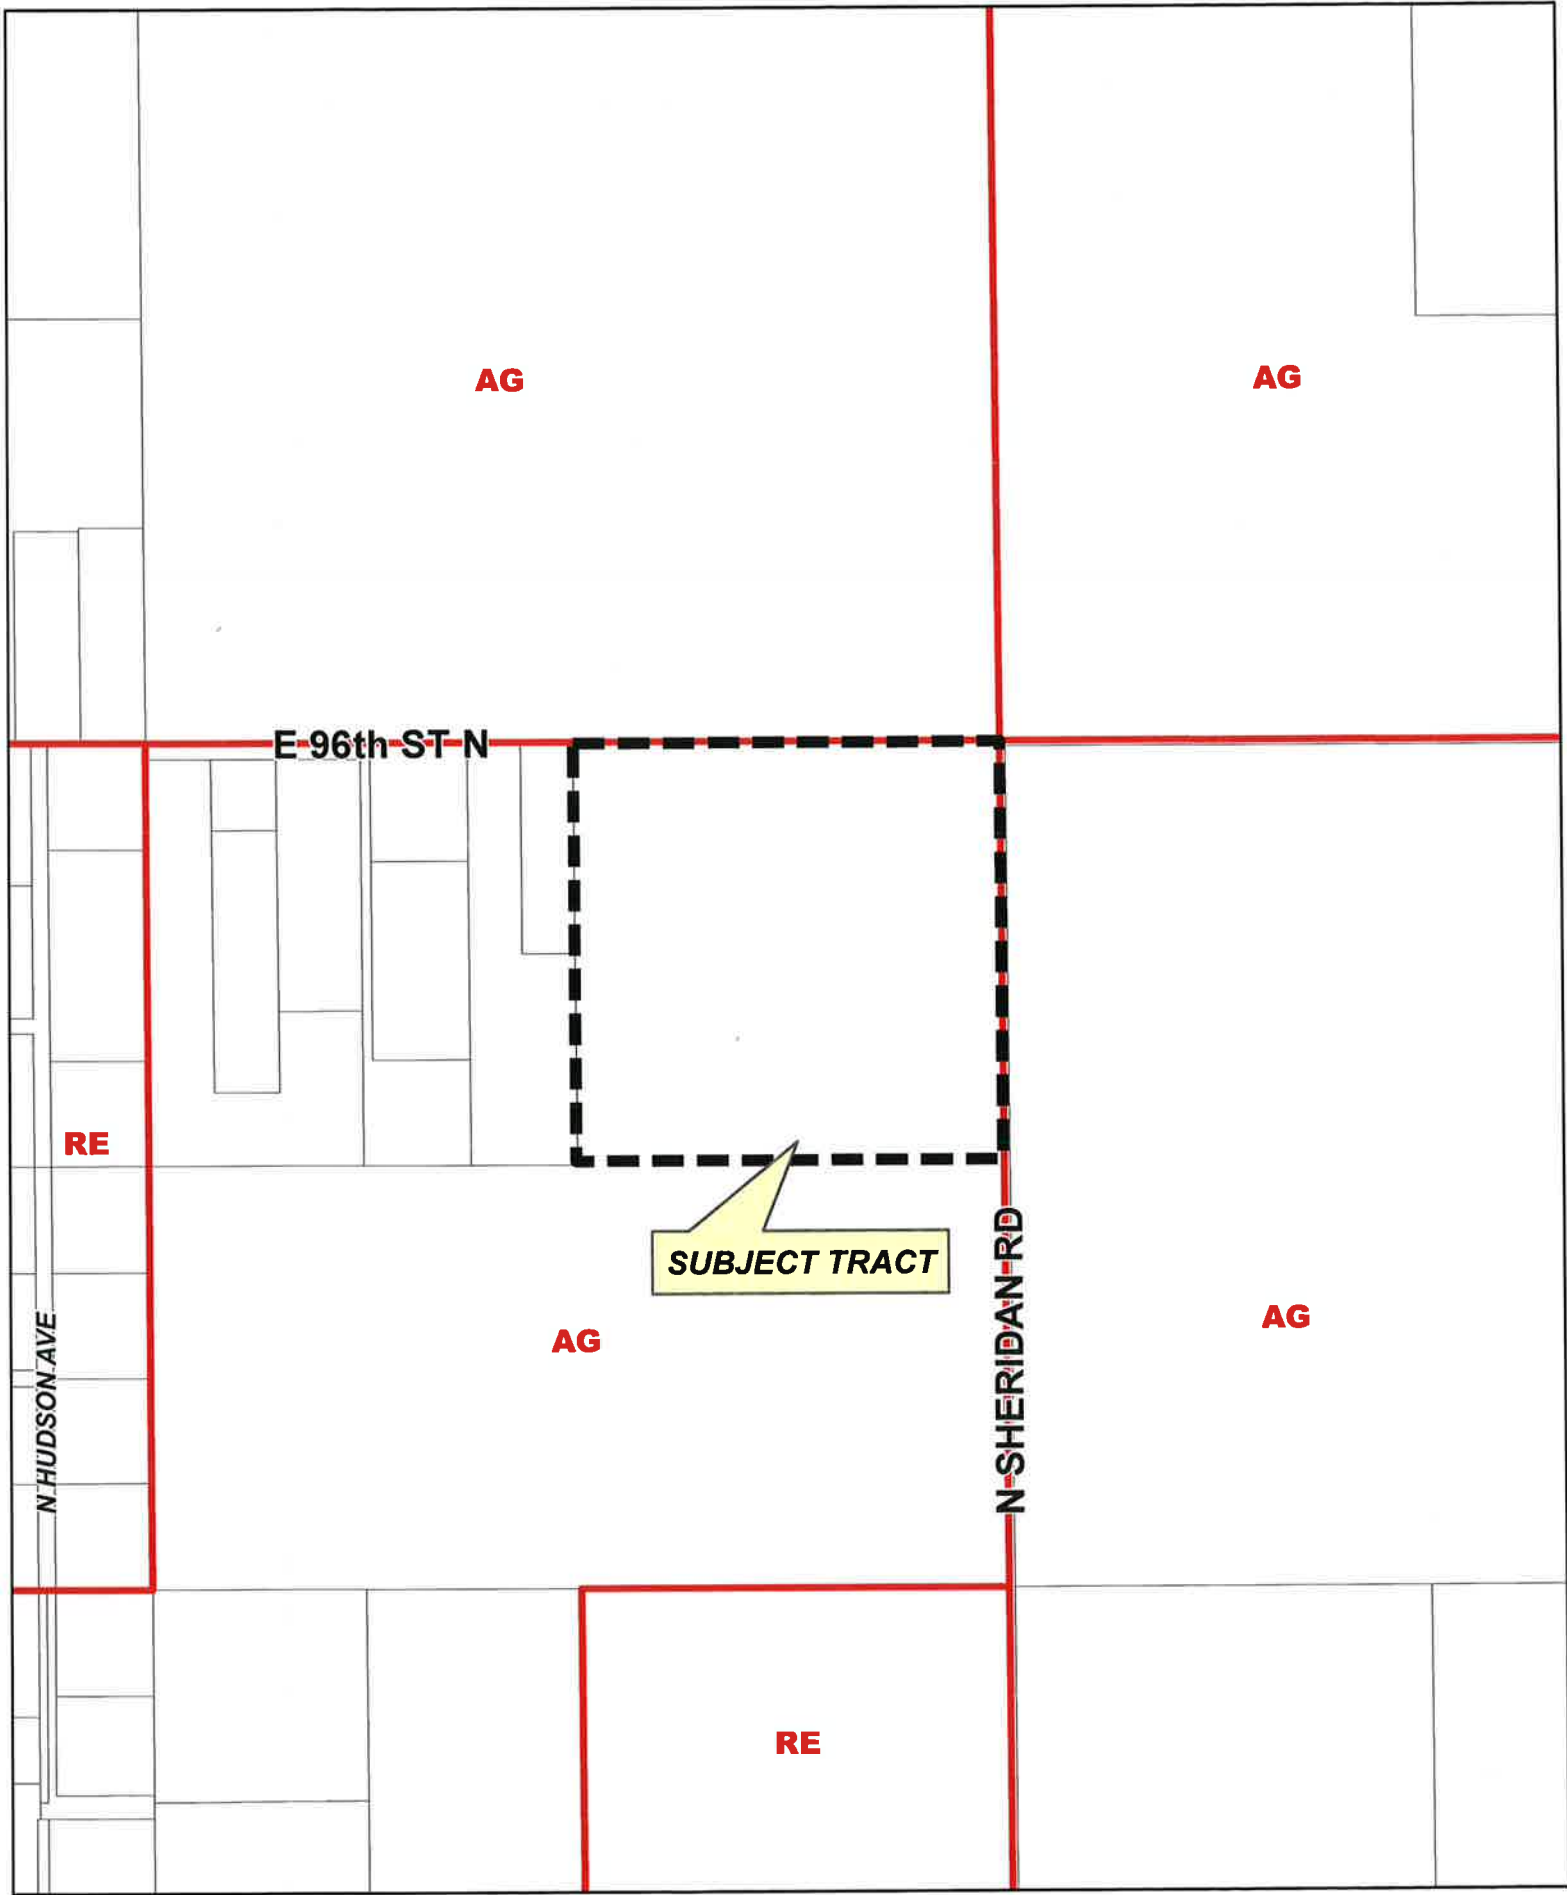 AG
AG
E 96th ST N
RE
SUBJECT TRACT
N SHERIDAN RD
AG
AG
N HUDSON AVE
RE